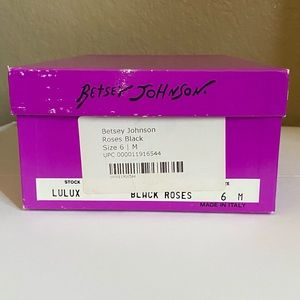 BETSEY JOHNSON.
Betsey Johnson
Roses Black
Size 6 | M
UPC 000011916544
STOCK
LULUX BLACK ROSES 6 M
MADE IN ITALY